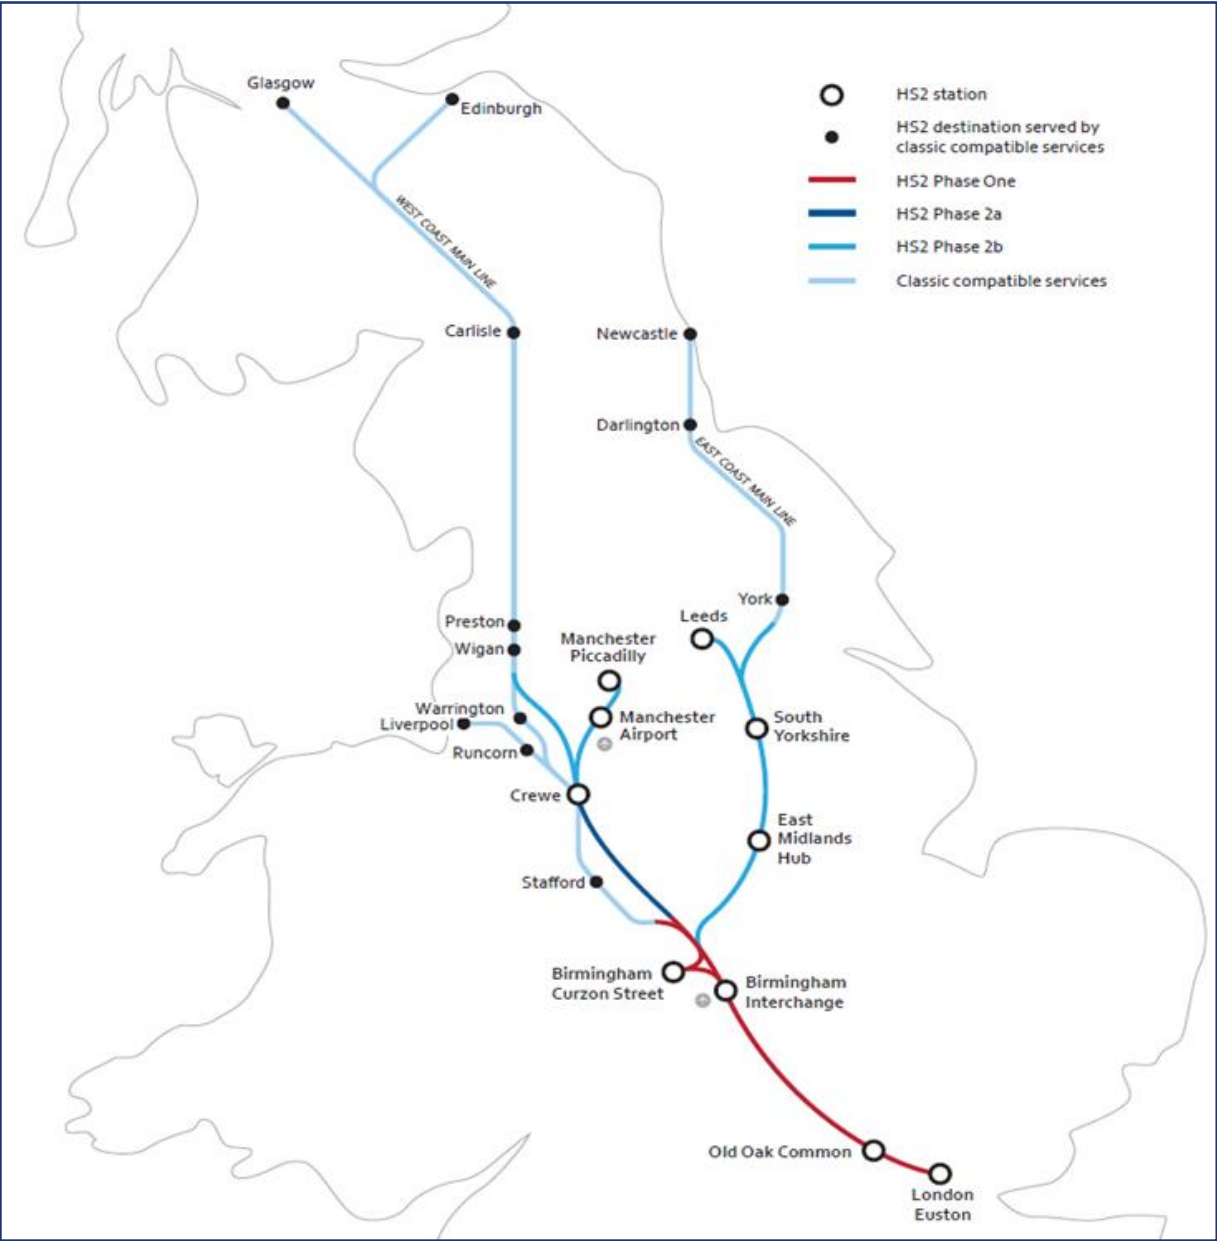 Glasgow
Edinburgh
HS2 station
HS2 destination served by
classic compatible services
HS2 Phase One
HS2 Phase 2a
HS2 Phase 2b
Classic compatible services
WEST COAST MAIN LINE
Carlisle
Newcastle
Darlington
EAST COAST MAIN LINE
York
Leeds
Preston
Wigan
Manchester
Piccadilly
Warrington
Liverpool
Runcorn
Manchester
Airport
South
Yorkshire
Crewe
East
Midlands
Hub
Stafford
Birmingham
Curzon Street
Birmingham
Interchange
Old Oak Common
London
Euston